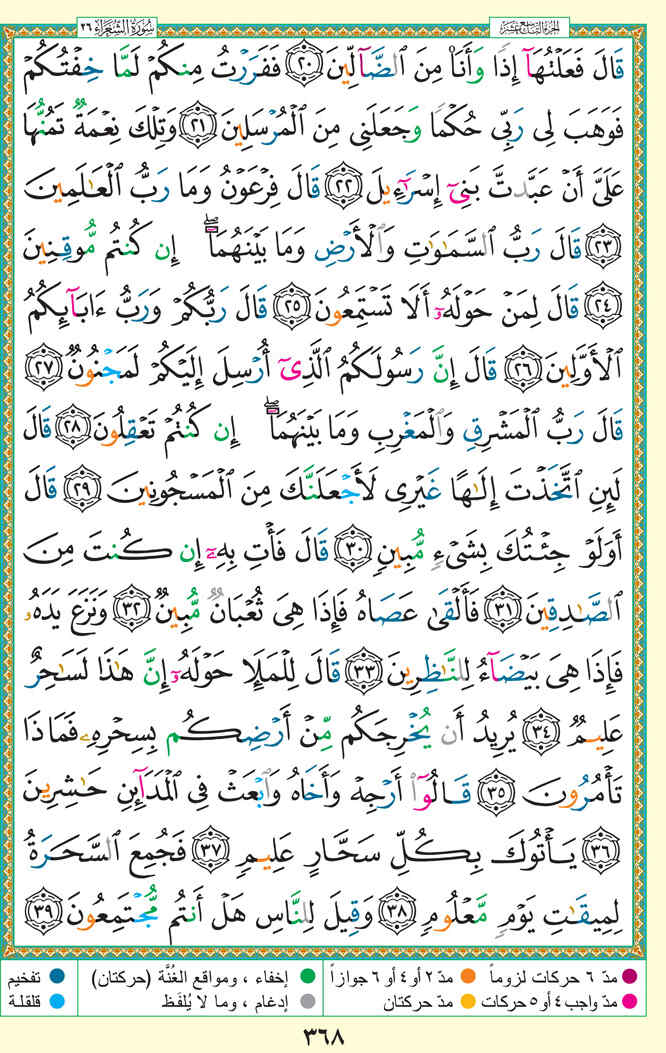 سُورَةُ الشُّعَرَاءِ ٢٦
الجزء التاسع عشر
قَالَ فَعَلْتُهَآ إِذًا وَأَنَا۠ مِنَ ٱلضَّآلِّينَ ٢٠ فَفَرَرْتُ مِنكُمْ لَمَّا خِفْتُكُمْ
فَوَهَبَ لِى رَبِّى حُكْمًا وَجَعَلَنِى مِنَ ٱلْمُرْسَلِينَ ٢١ وَتِلْكَ نِعْمَةٌ تَمُنُّهَا
عَلَىَّ أَنْ عَبَّدتَّ بَنِىٓ إِسْرَٰٓءِيلَ ٢٢ قَالَ فِرْعَوْنُ وَمَا رَبُّ ٱلْعَٰلَمِينَ
٢٣ قَالَ رَبُّ ٱلسَّمَٰوَٰتِ وَٱلْأَرْضِ وَمَا بَيْنَهُمَآ ۖ إِن كُنتُم مُّوقِنِينَ
٢٤ قَالَ لِمَنْ حَوْلَهُۥٓ أَلَا تَسْتَمِعُونَ ٢٥ قَالَ رَبُّكُمْ وَرَبُّ ءَابَآئِكُمُ
ٱلْأَوَّلِينَ ٢٦ قَالَ إِنَّ رَسُولَكُمُ ٱلَّذِىٓ أُرْسِلَ إِلَيْكُمْ لَمَجْنُونٌ ٢٧
قَالَ رَبُّ ٱلْمَشْرِقِ وَٱلْمَغْرِبِ وَمَا بَيْنَهُمَآ ۖ إِن كُنتُمْ تَعْقِلُونَ ٢٨ قَالَ
لَئِنِ ٱتَّخَذْتَ إِلَٰهًا غَيْرِى لَأَجْعَلَنَّكَ مِنَ ٱلْمَسْجُونِينَ ٢٩ قَالَ
أَوَلَوْ جِئْتُكَ بِشَىْءٍ مُّبِينٍ ٣٠ قَالَ فَأْتِ بِهِۦٓ إِن كُنتَ مِنَ
ٱلصَّٰدِقِينَ ٣١ فَأَلْقَىٰ عَصَاهُ فَإِذَا هِىَ ثُعْبَانٌ مُّبِينٌ ٣٢ وَنَزَعَ يَدَهُۥ
فَإِذَا هِىَ بَيْضَآءُ لِلنَّٰظِرِينَ ٣٣ قَالَ لِلْمَلَإِ حَوْلَهُۥٓ إِنَّ هَٰذَا لَسَٰحِرٌ
عَلِيمٌ ٣٤ يُرِيدُ أَن يُخْرِجَكُم مِّنْ أَرْضِكُم بِسِحْرِهِۦ فَمَاذَا
تَأْمُرُونَ ٣٥ قَالُوٓا۟ أَرْجِهْ وَأَخَاهُ وَٱبْعَثْ فِى ٱلْمَدَآئِنِ حَٰشِرِينَ
٣٦ يَأْتُوكَ بِكُلِّ سَحَّارٍ عَلِيمٍ ٣٧ فَجُمِعَ ٱلسَّحَرَةُ
لِمِيقَٰتِ يَوْمٍ مَّعْلُومٍ ٣٨ وَقِيلَ لِلنَّاسِ هَلْ أَنتُم مُّجْتَمِعُونَ ٣٩
مدّ ٦ حركات لزوماً مدّ ٢ أو ٤ أو ٦ جوازاً إخفاء ، ومواقع الغُنَّة (حركتان) تفخيم
مدّ واجب ٤ أو ٥ حركات مدّ حركتان إدغام ، وما لا يُلفَظ قلقلة
٣٦٨